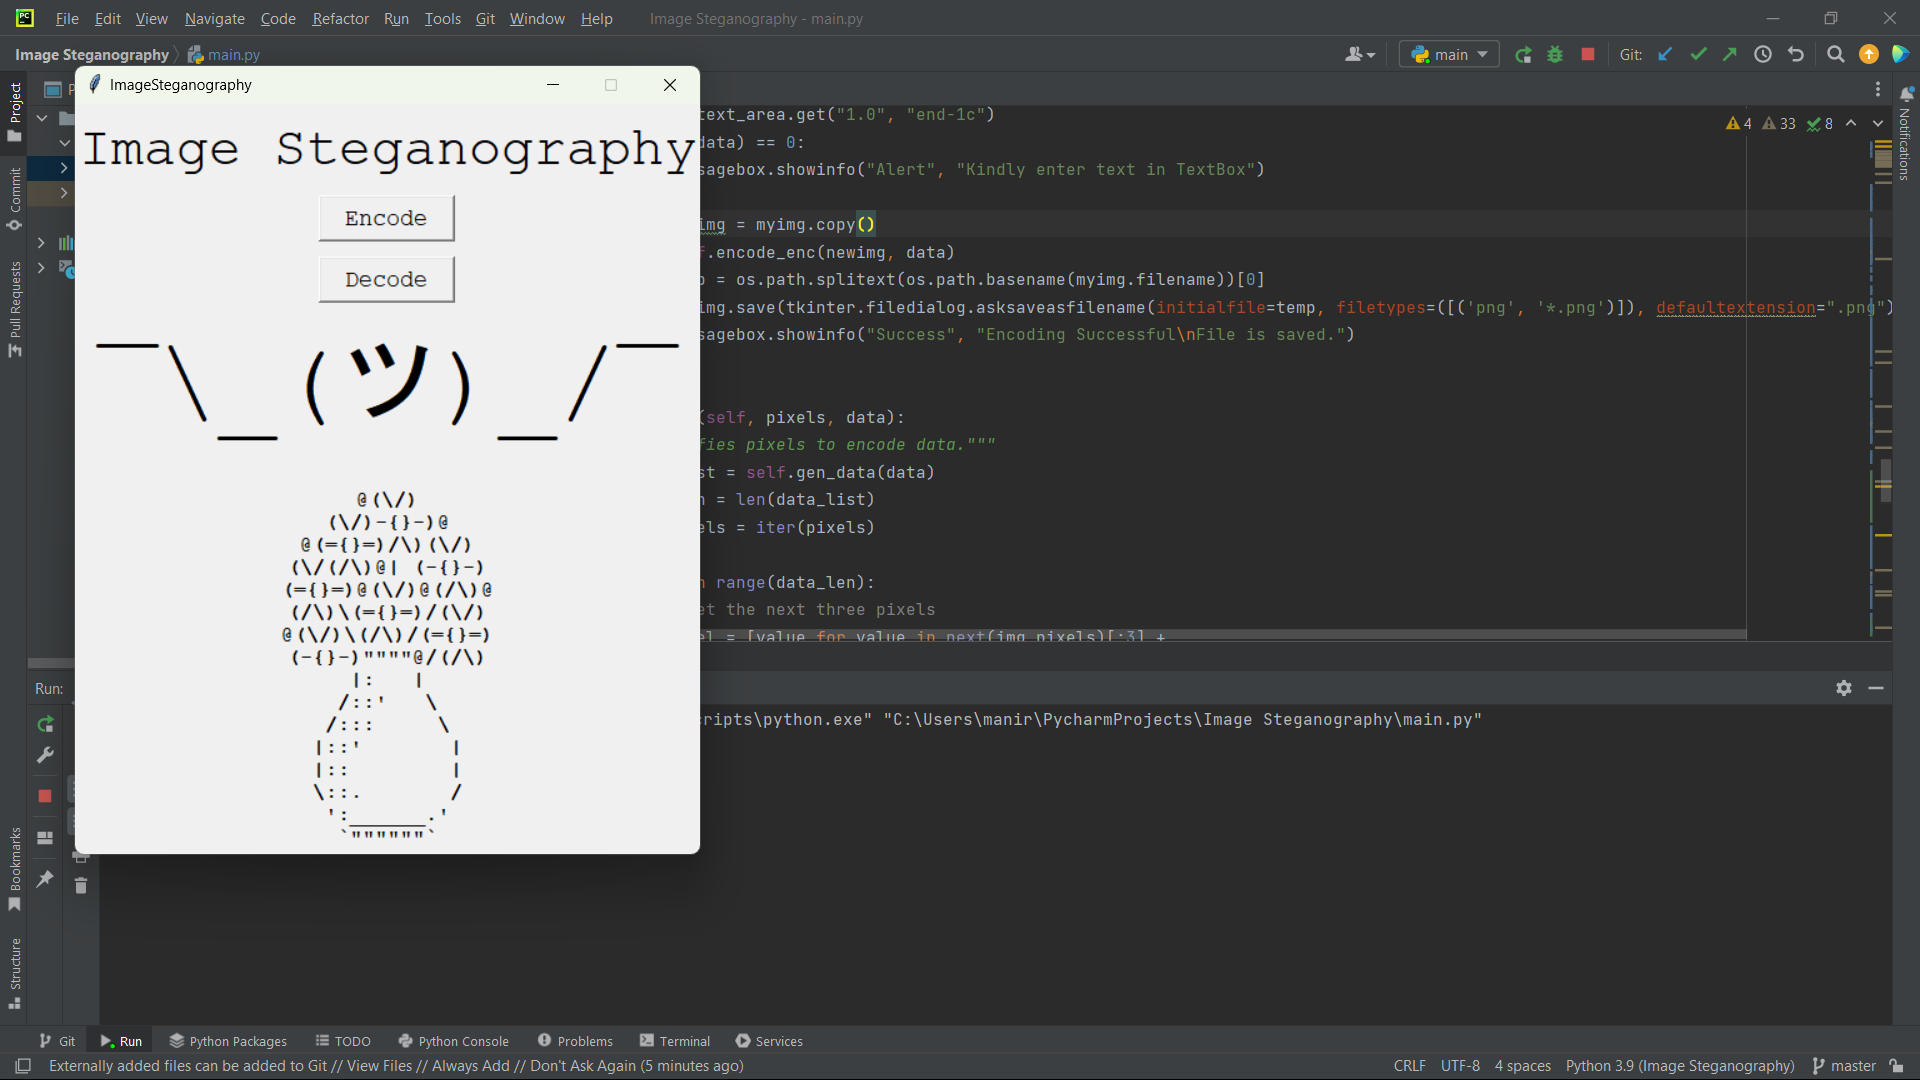 File Edit View Navigate Code Refactor Run Tools Git Window Help Image Steganography - main.py
Image Steganography main.py
main Git:
ImageSteganography
Image Steganography
Encode
Decode
¯\_(ツ)_/¯
@(\/)
(\/)-{}-)@
@(={}=)/\)(\/)
(\/(/\)@| (-{}-)
(={}=)@(\/)@(/\)@
(/\)\(={}=)/(\/)
@(\/)\(/\)/(={}=)
(-{}-)""""@/(/\)
|:   |
/::'   \
/:::     \
|::'       |
|::        |
\::.       /
':______.'
`""""""`
text_area.get("1.0", "end-1c")
data) == 0:
sagebox.showinfo("Alert", "Kindly enter text in TextBox")
img = myimg.copy()
f.encode_enc(newimg, data)
p = os.path.splitext(os.path.basename(myimg.filename))[0]
img.save(tkinter.filedialog.asksaveasfilename(initialfile=temp, filetypes=([('png', '*.png')]), defaultextension=".png")
sagebox.showinfo("Success", "Encoding Successful\nFile is saved.")
(self, pixels, data):
fies pixels to encode data."""
st = self.gen_data(data)
n = len(data_list)
els = iter(pixels)
n range(data_len):
et the next three pixels
el = [value for value in next(img_pixels)[:3] +
4 33 8
Project
Commit
Pull Requests
Bookmarks
Structure
Notifications
Run:
cripts\python.exe" "C:\Users\manir\PycharmProjects\Image Steganography\main.py"
Git Run Python Packages TODO Python Console Problems Terminal Services
Externally added files can be added to Git // View Files // Always Add // Don't Ask Again (5 minutes ago)
CRLF UTF-8 4 spaces Python 3.9 (Image Steganography) master